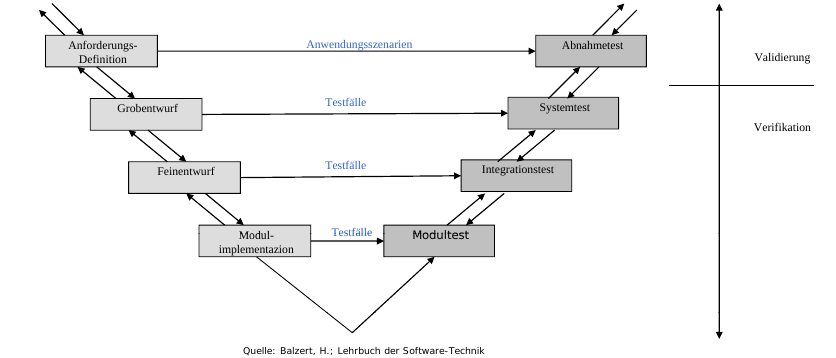 Anforderungs-
Definition
Anwendungsszenarien
Abnahmetest
Validierung
Grobentwurf
Testfälle
Systemtest
Verifikation
Feinentwurf
Testfälle
Integrationstest
Modul-
implementazion
Testfälle
Modultest
Quelle: Balzert, H.; Lehrbuch der Software-Technik